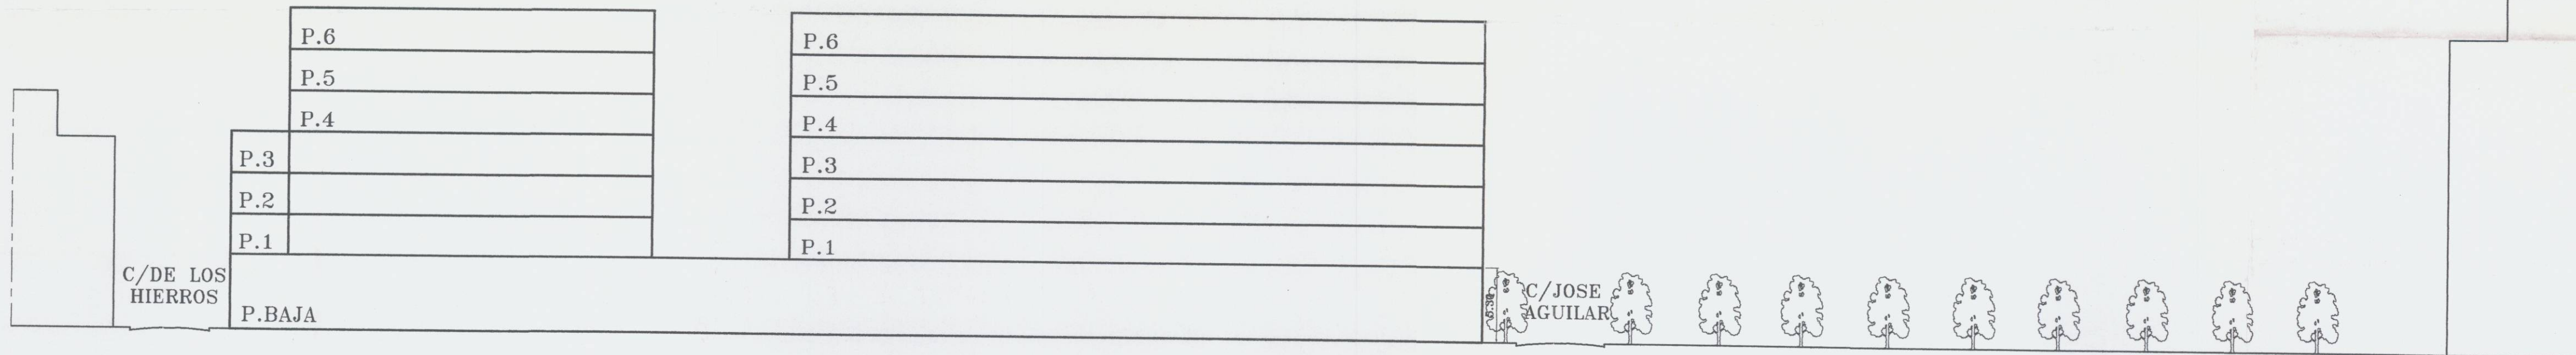 P.6
P.5
P.4
P.3
P.2
P.1
C/DE LOS
HIERROS
P.BAJA
P.6
P.5
P.4
P.3
P.2
P.1
C/JOSE
AGUILAR